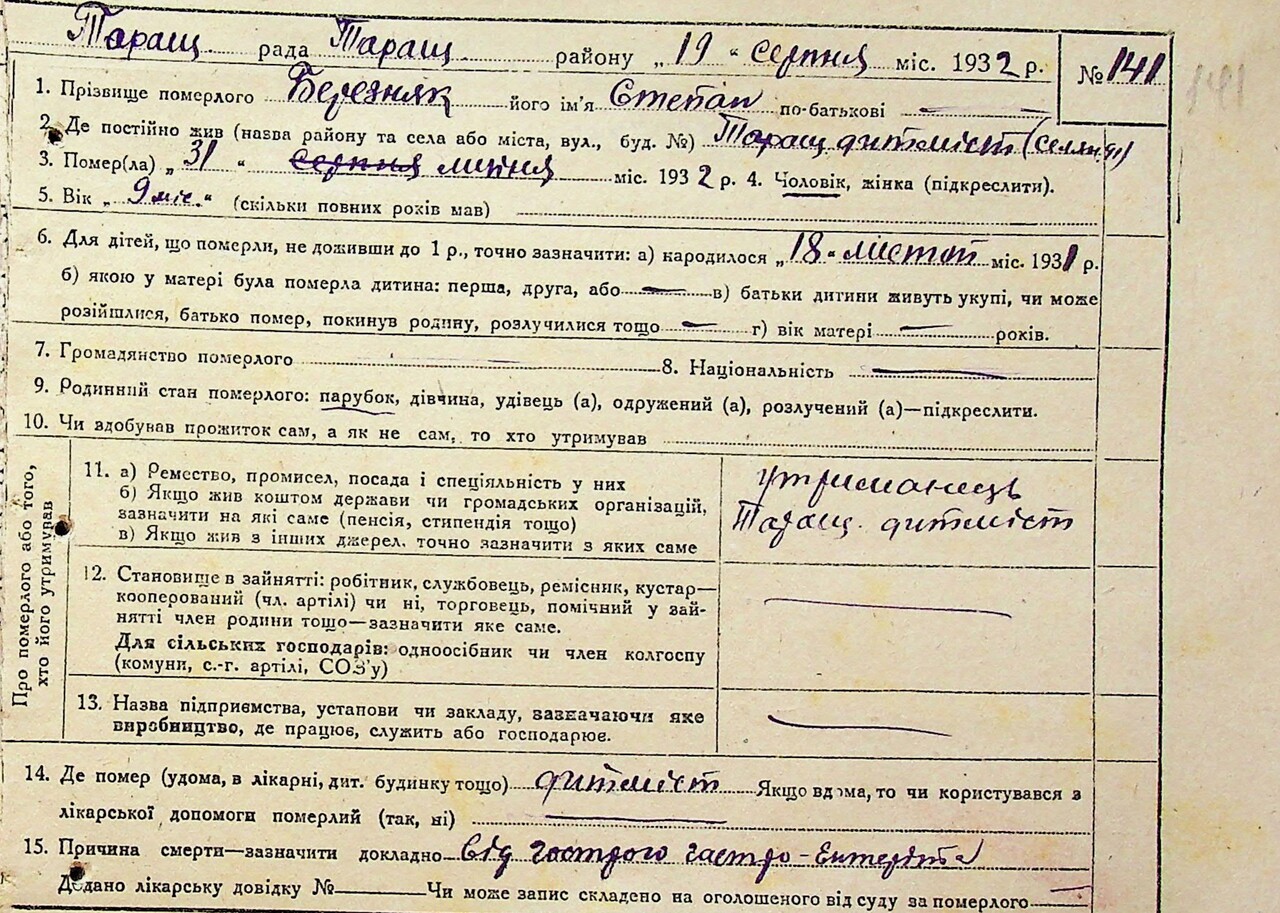 Таращ рада Таращ району „19" серпня міс. 1932 р. № 141
141
1. Прізвище померлого Березняк його ім'я Степан по-батькові —
2. Де постійно жив (назва району та села або міста, вул., буд. №) Таращ дитміст
3. Помер(ла) „31" серпня липня міс. 1932 р. 4. Чоловік, жінка (підкреслити).
5. Вік „9 міс." (скільки повних років мав)
6. Для дітей, що померли, не доживши до 1 р., точно зазначити: а) народилося „18" листоп міс. 1931 р.
б) якою у матері була померла дитина: перша, друга, або — в) батьки дитини живуть укупі, чи може
розійшлися, батько помер, покинув родину, розлучилися тощо — г) вік матері — років.
7. Громадянство померлого — 8. Національність —
9. Родинний стан померлого: парубок, дівчина, удівець (а), одружений (а), розлучений (а)—підкреслити.
10. Чи здобував прожиток сам, а як не сам, то хто утримував
Про померлого або того,
хто його утримував
11. а) Ремество, промисел, посада і спеціяльність у них
б) Якщо жив коштом держави чи громадських організацій,
зазначити на які саме (пенсія, стипендія тощо)
в) Якщо жив з інших джерел, точно зазначити з яких саме
утриманець
Таращ. дитміст
12. Становище в зайнятті: робітник, службовець, ремісник, кустар—
кооперований (чл. артілі) чи ні, торговець, помічний у зай-
нятті член родини тощо—зазначити яке саме.
Для сільських господарів: одноосібник чи член колгоспу
(комуни, с.-г. артілі, СОЗ'у)
—
13. Назва підприємства, установи чи закладу, зазначаючи яке
виробництво, де працює, служить або господарює.
—
14. Де помер (удома, в лікарні, дит. будинку тощо) дитміст Якщо вдома, то чи користувався з
лікарської допомоги померлий (так, ні) —
15. Причина смерти—зазначити докладно від гострого гастро-Ентеріта
Додано лікарську довідку № — Чи може запис складено на оголошеного від суду за померлого —